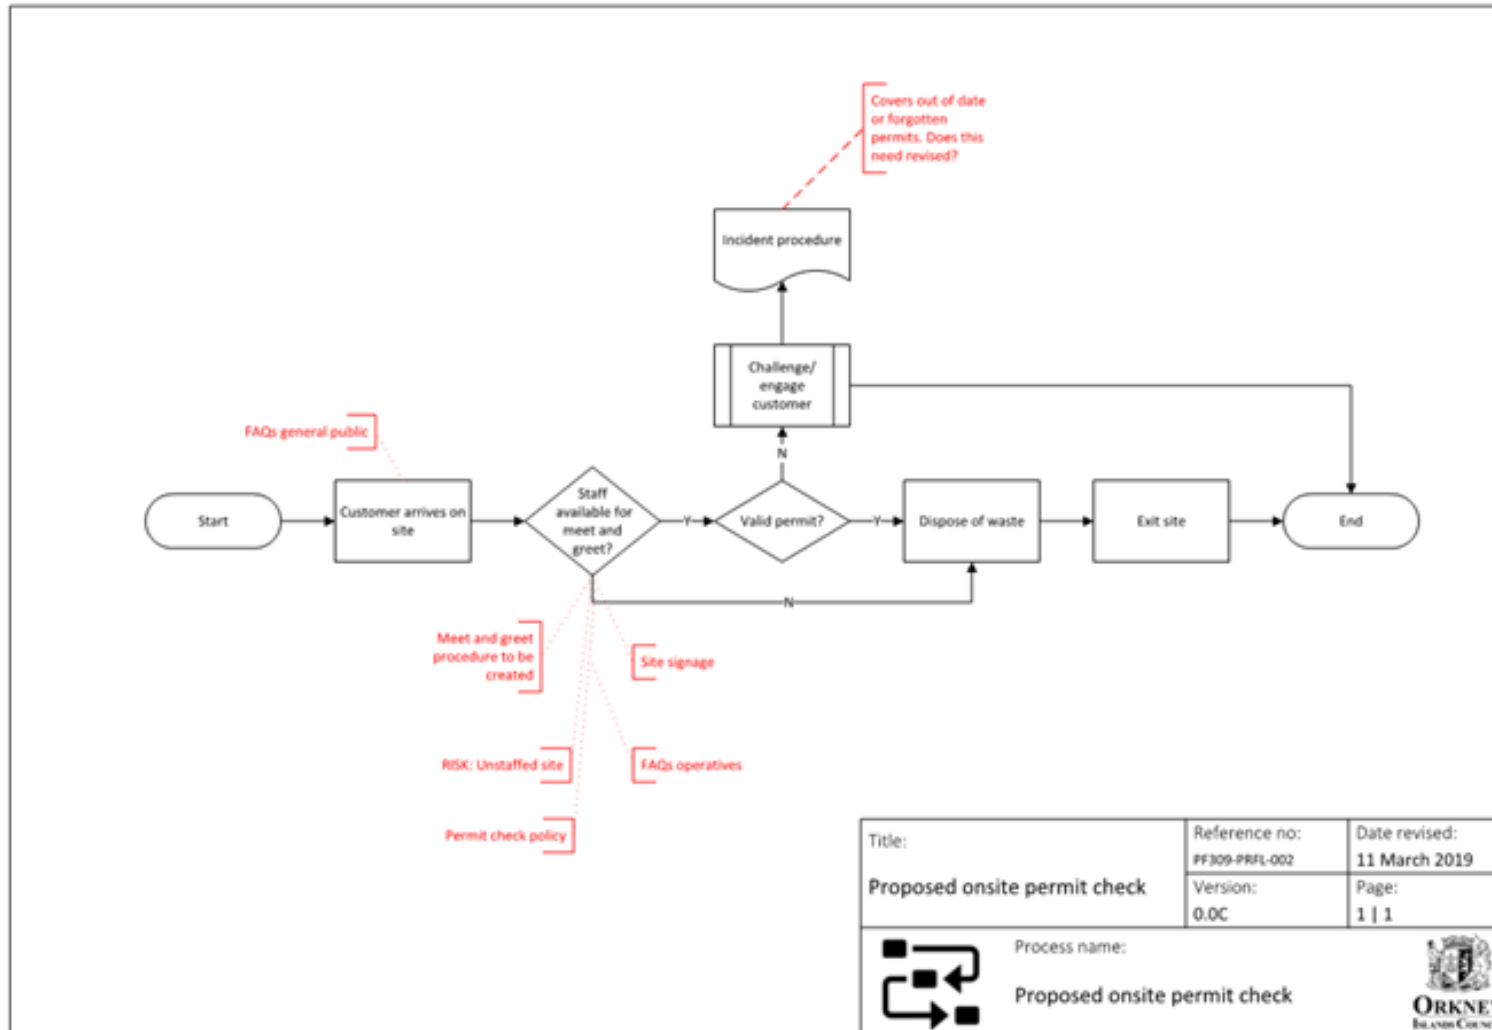 Covers out of date
or forgotten
permits. Does this
need revised?
Incident procedure
Challenge/
engage
customer
FAQs general public
N
Start
Customer arrives on
site
Staff
available for
meet and
greet?
Y
Valid permit?
Y
Dispose of waste
Exit site
End
N
Meet and greet
procedure to be
created
Site signage
RISK: Unstaffed site
FAQs operatives
Permit check policy
Title:
Proposed onsite permit check
Reference no:
PF309-PRFL-002
Date revised:
11 March 2019
Version:
0.0C
Page:
1 | 1
Process name:
Proposed onsite permit check
ORKNE
ISLANDS COUN